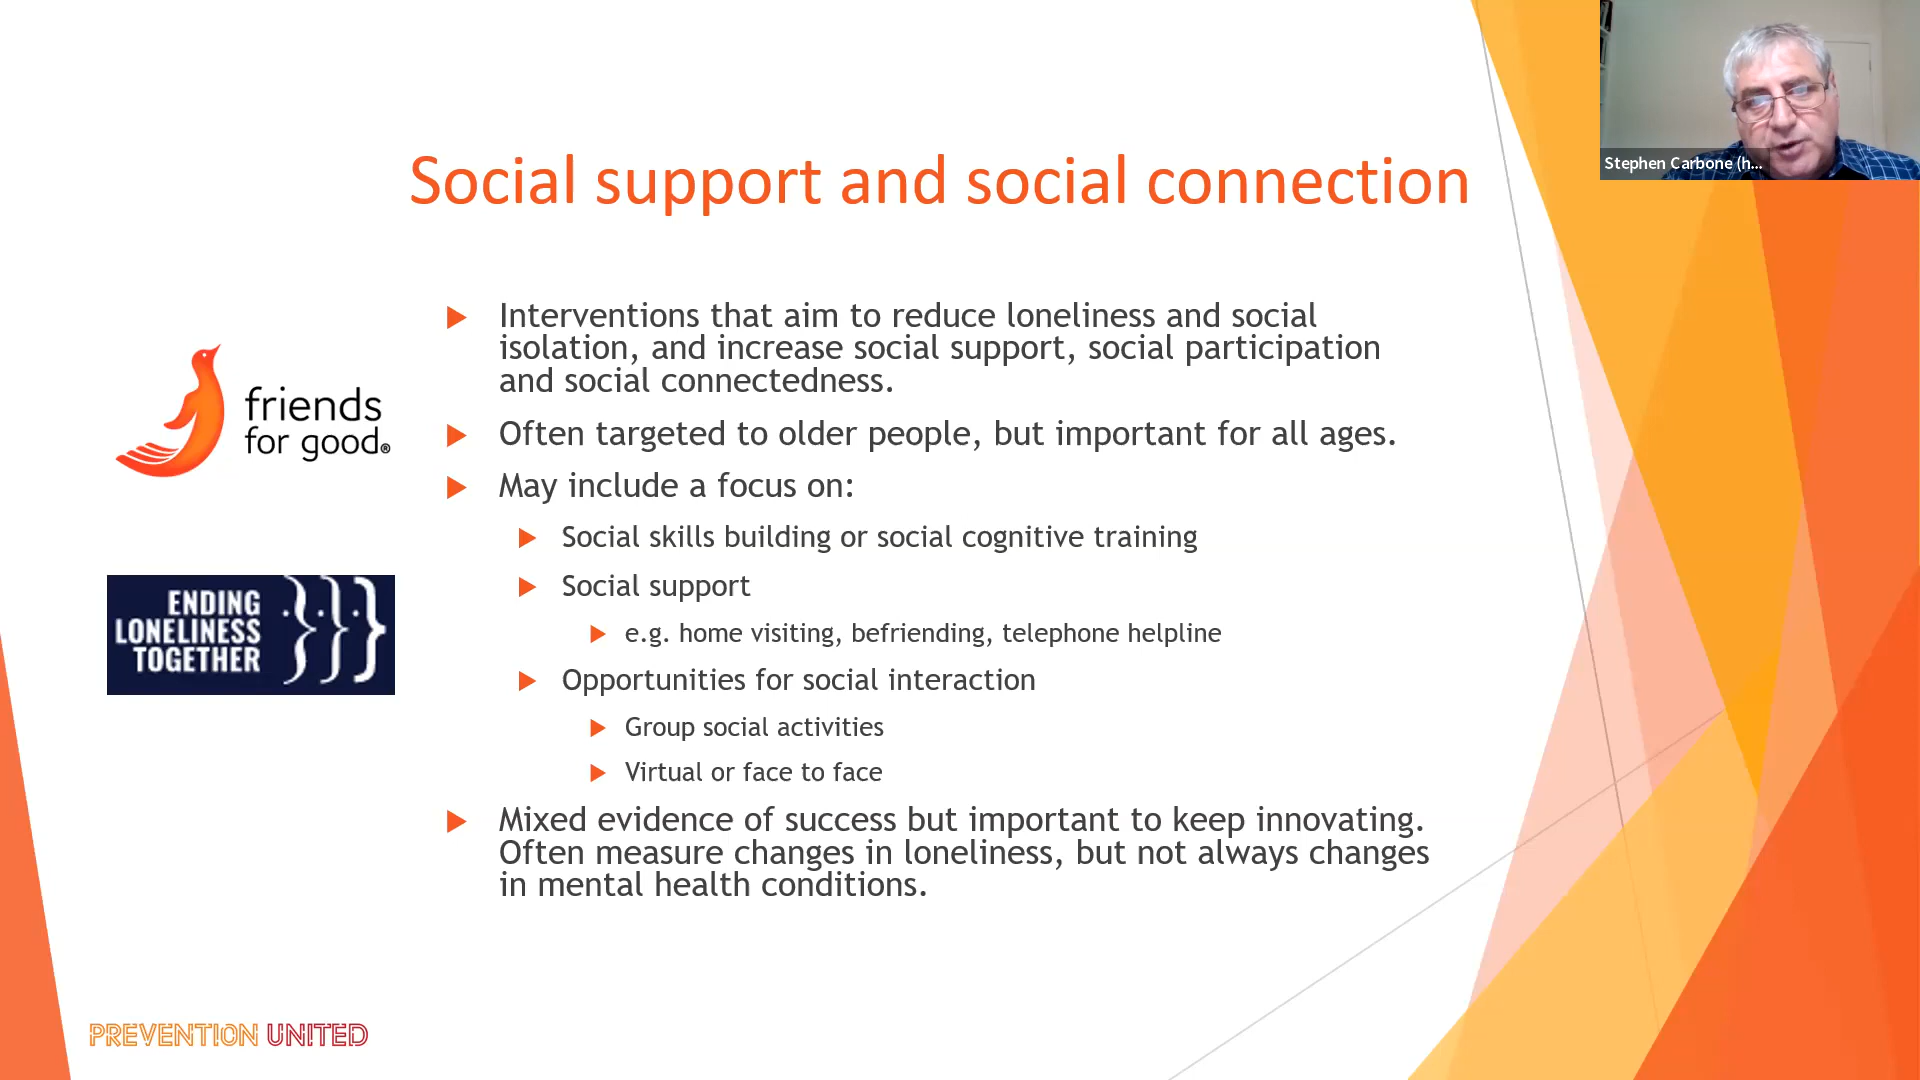 Stephen Carbone (h...
Social support and social connection
Interventions that aim to reduce loneliness and social
isolation, and increase social support, social participation
and social connectedness.
Often targeted to older people, but important for all ages.
May include a focus on:
Social skills building or social cognitive training
Social support
e.g. home visiting, befriending, telephone helpline
Opportunities for social interaction
Group social activities
Virtual or face to face
Mixed evidence of success but important to keep innovating.
Often measure changes in loneliness, but not always changes
in mental health conditions.
friends
for good®
ENDING
LONELINESS
TOGETHER
PREVENTION UNITED